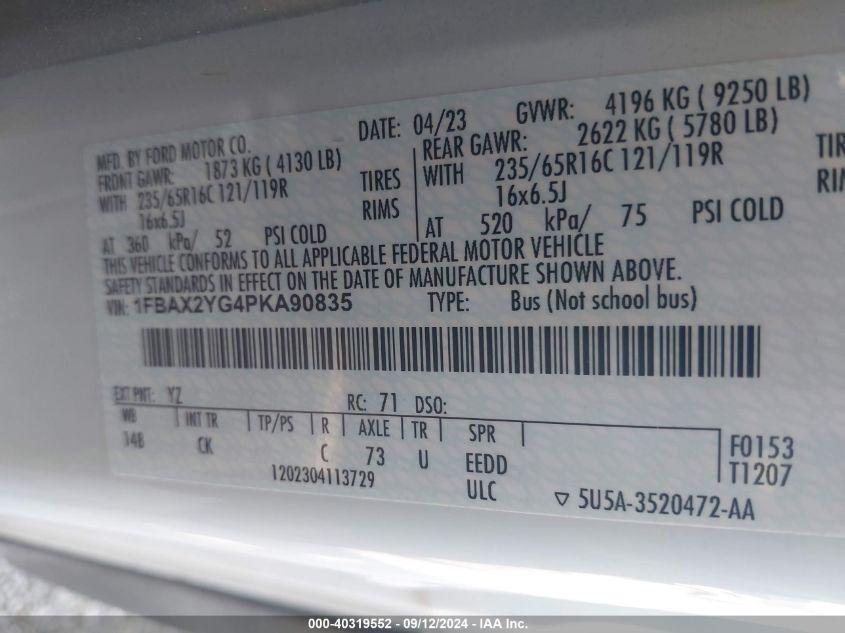 MFD. BY FORD MOTOR CO.
DATE: 04/23
GVWR: 4196 KG ( 9250 LB)
FRONT GAWR: 1873 KG ( 4130 LB)
REAR GAWR: 2622 KG ( 5780 LB)
WITH 235/65R16C 121/119R TIRES
WITH 235/65R16C 121/119R TIR
16x6.5J RIMS
16x6.5J RIM
AT 360 kPa/ 52 PSI COLD
AT 520 kPa/ 75 PSI COLD
THIS VEHICLE CONFORMS TO ALL APPLICABLE FEDERAL MOTOR VEHICLE
SAFETY STANDARDS IN EFFECT ON THE DATE OF MANUFACTURE SHOWN ABOVE.
VIN: 1FBAX2YG4PKA90835 TYPE: Bus (Not school bus)
EXT PNT: YZ RC: 71 DSO:
WB INT TR TP/PS R AXLE TR SPR
148 CK C 73 U EEDD
F0153
T1207
1202304113729 ULC
5U5A-3520472-AA
000-40319552 - 09/12/2024 - IAA Inc.